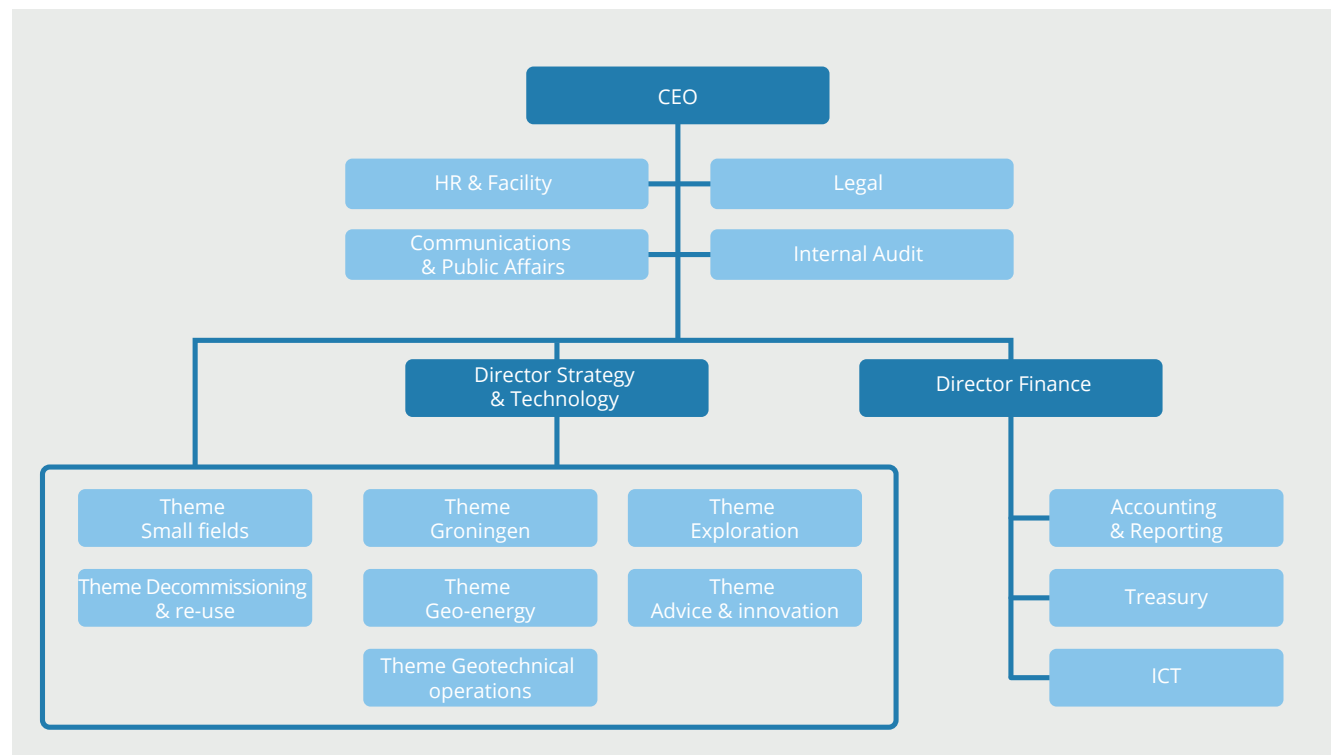 CEO
HR & Facility
Legal
Communications
& Public Affairs
Internal Audit
Director Strategy
& Technology
Director Finance
Theme
Small fields
Theme
Groningen
Theme
Exploration
Accounting
& Reporting
Theme Decommissioning
& re-use
Theme
Geo-energy
Theme
Advice & innovation
Treasury
Theme Geotechnical
operations
ICT